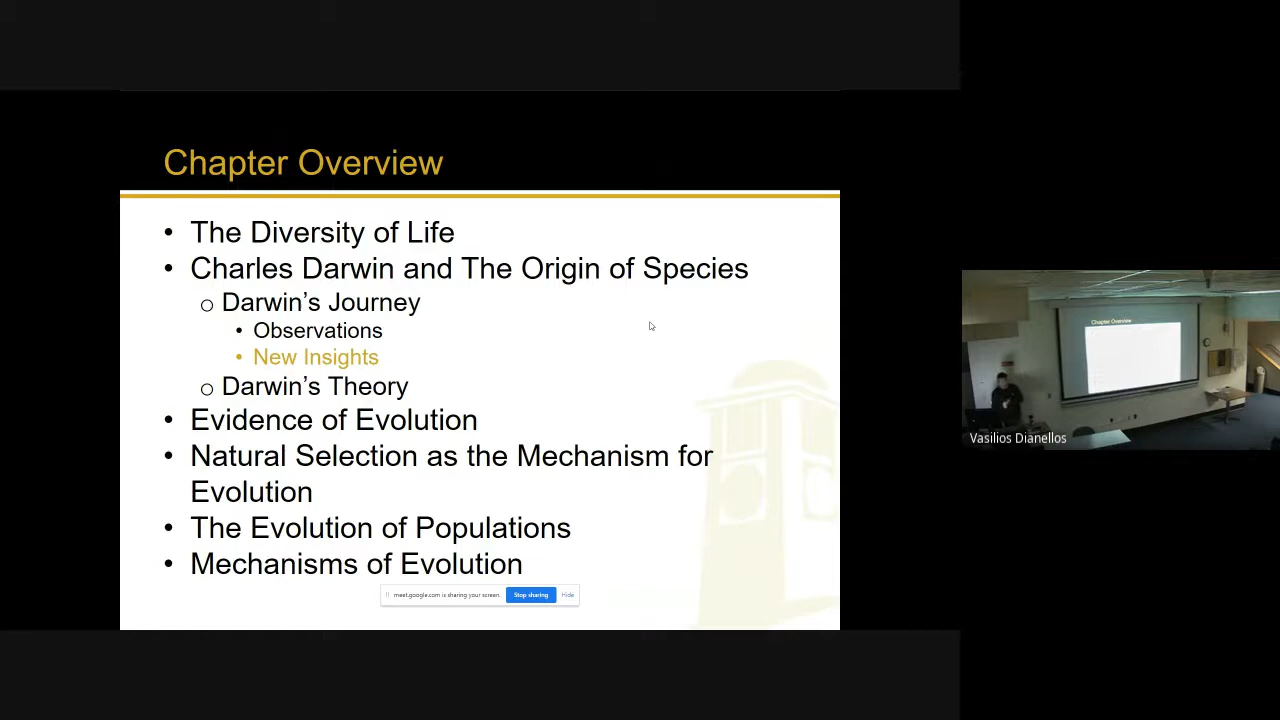 Chapter Overview
• The Diversity of Life
• Charles Darwin and The Origin of Species
o Darwin's Journey
• Observations
• New Insights
o Darwin's Theory
• Evidence of Evolution
• Natural Selection as the Mechanism for
Evolution
• The Evolution of Populations
• Mechanisms of Evolution
meet.google.com is sharing your screen. Stop sharing Hide
Chapter Overview
Vasilios Dianellos